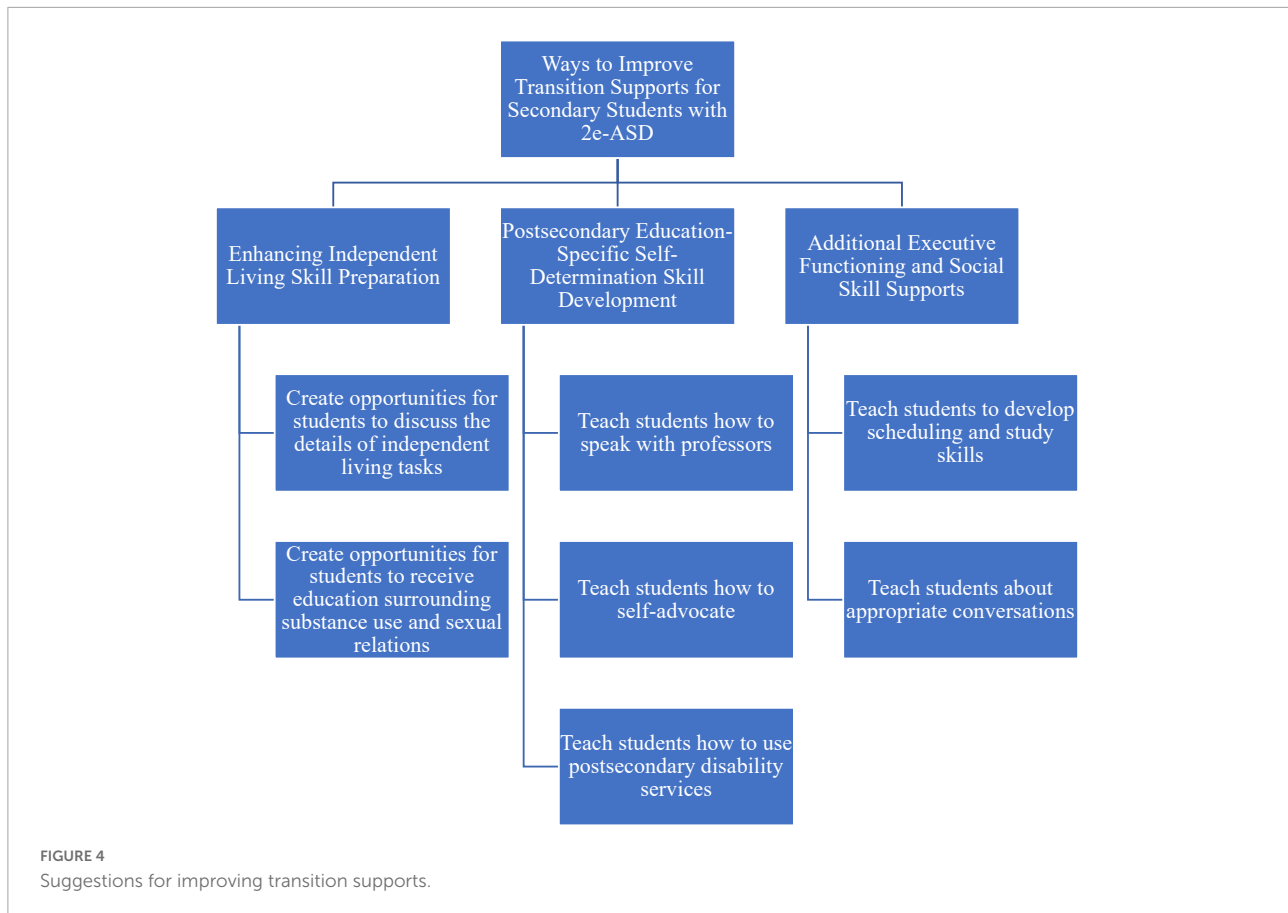 Ways to Improve
Transition Supports for
Secondary Students with
2e-ASD
Enhancing Independent
Living Skill Preparation
Postsecondary Education-
Specific Self-
Determination Skill
Development
Additional Executive
Functioning and Social
Skill Supports
Create opportunities for
students to discuss the
details of independent
living tasks
Teach students how to
speak with professors
Teach students to develop
scheduling and study
skills
Create opportunities for
students to receive
education surrounding
substance use and sexual
relations
Teach students how to
self-advocate
Teach students about
appropriate conversations
Teach students how to use
postsecondary disability
services
FIGURE 4
Suggestions for improving transition supports.